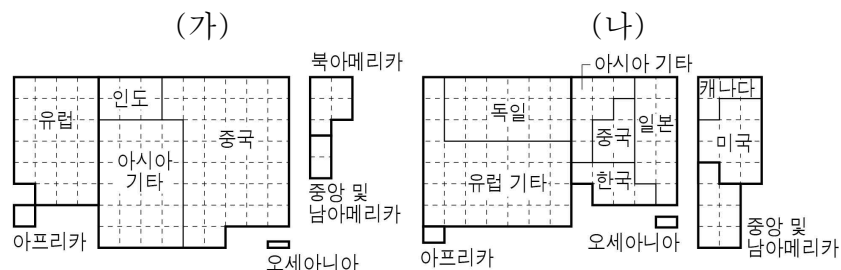 (가)
북아메리카
인도
유럽
중국
아시아
기타
중앙 및
남아메리카
아프리카
오세아니아
(나)
아시아 기타
캐나다
독일
중국
일본
미국
유럽 기타
한국
중앙 및
남아메리카
오세아니아
아프리카